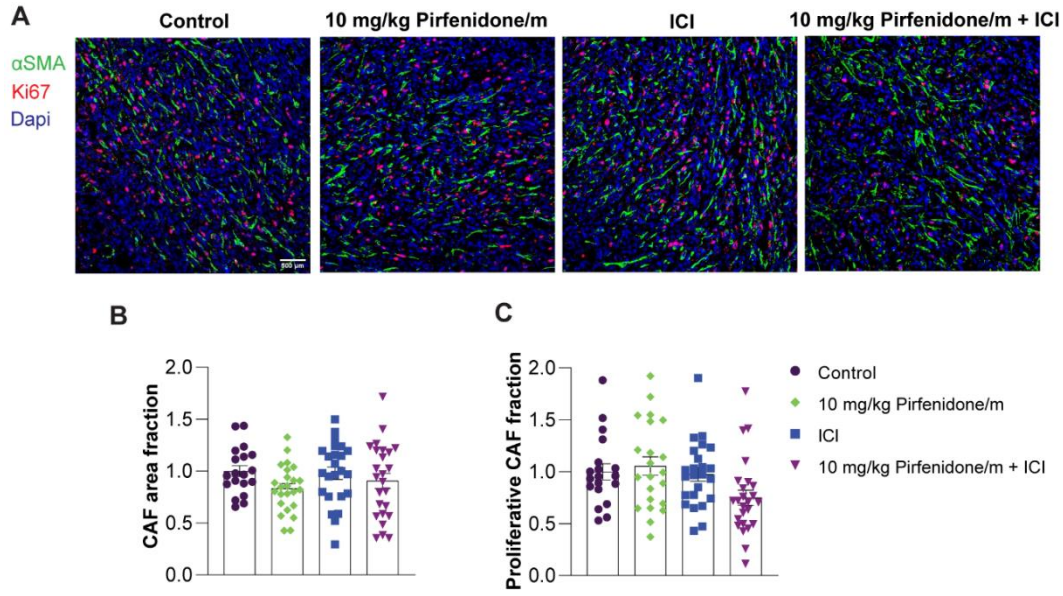 A
Control
10 mg/kg Pirfenidone/m
ICI
10 mg/kg Pirfenidone/m + ICI
αSMA
Ki67
Dapi
600 µm
B
CAF area fraction
2.0
1.5
1.0
0.5
0.0
C
Proliferative CAF fraction
2.0
1.5
1.0
0.5
0.0
Control
10 mg/kg Pirfenidone/m
ICI
10 mg/kg Pirfenidone/m + ICI